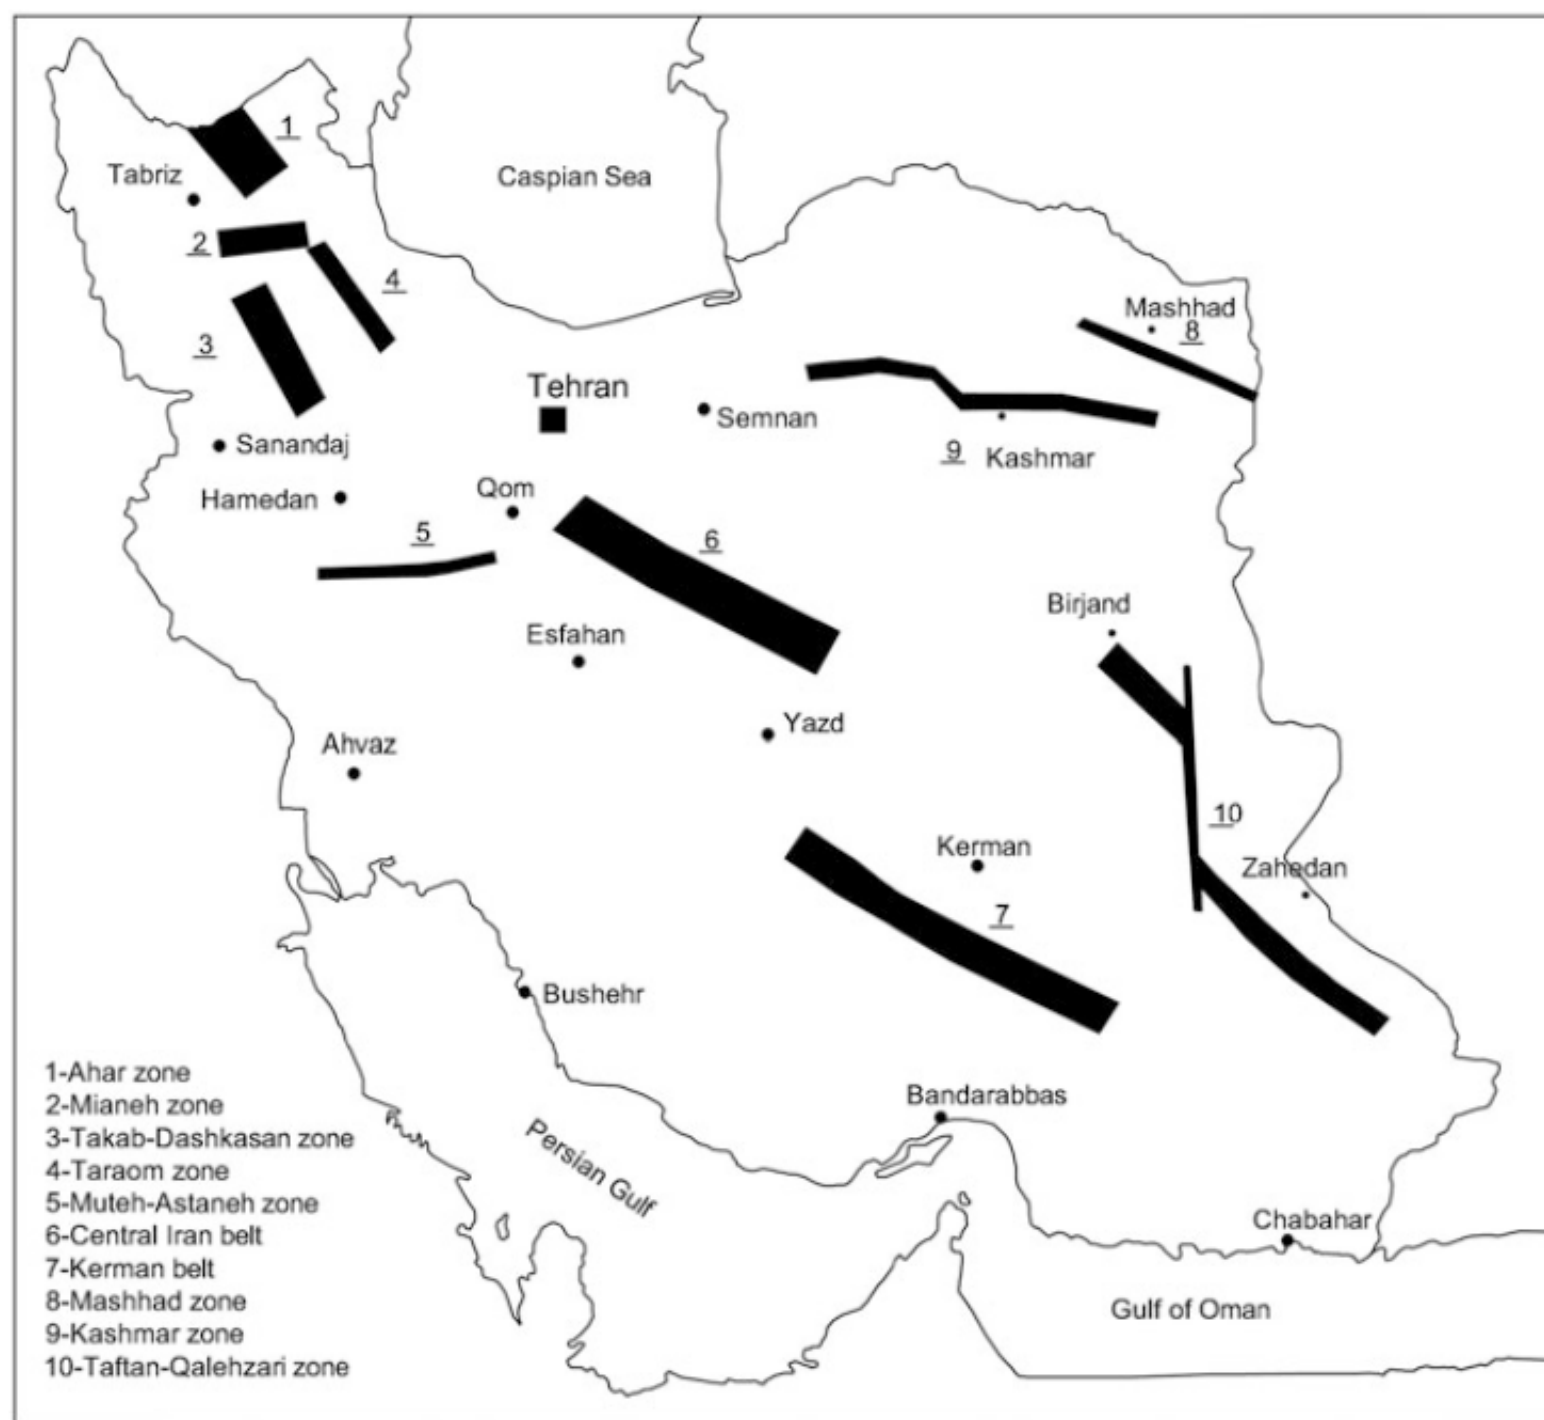 1
Tabriz
Caspian Sea
2
4
Mashhad
8
3
Tehran
Semnan
Sanandaj
9
Kashmar
Qom
Hamedan
5
6
Birjand
Esfahan
Yazd
Ahvaz
10
Kerman
Zahedan
7
Bushehr
1-Ahar zone
2-Mianeh zone
3-Takab-Dashkasan zone
4-Taraom zone
5-Muteh-Astaneh zone
6-Central Iran belt
7-Kerman belt
8-Mashhad zone
9-Kashmar zone
10-Taftan-Qalehzari zone
Bandarabbas
Persian Gulf
Chabahar
Gulf of Oman